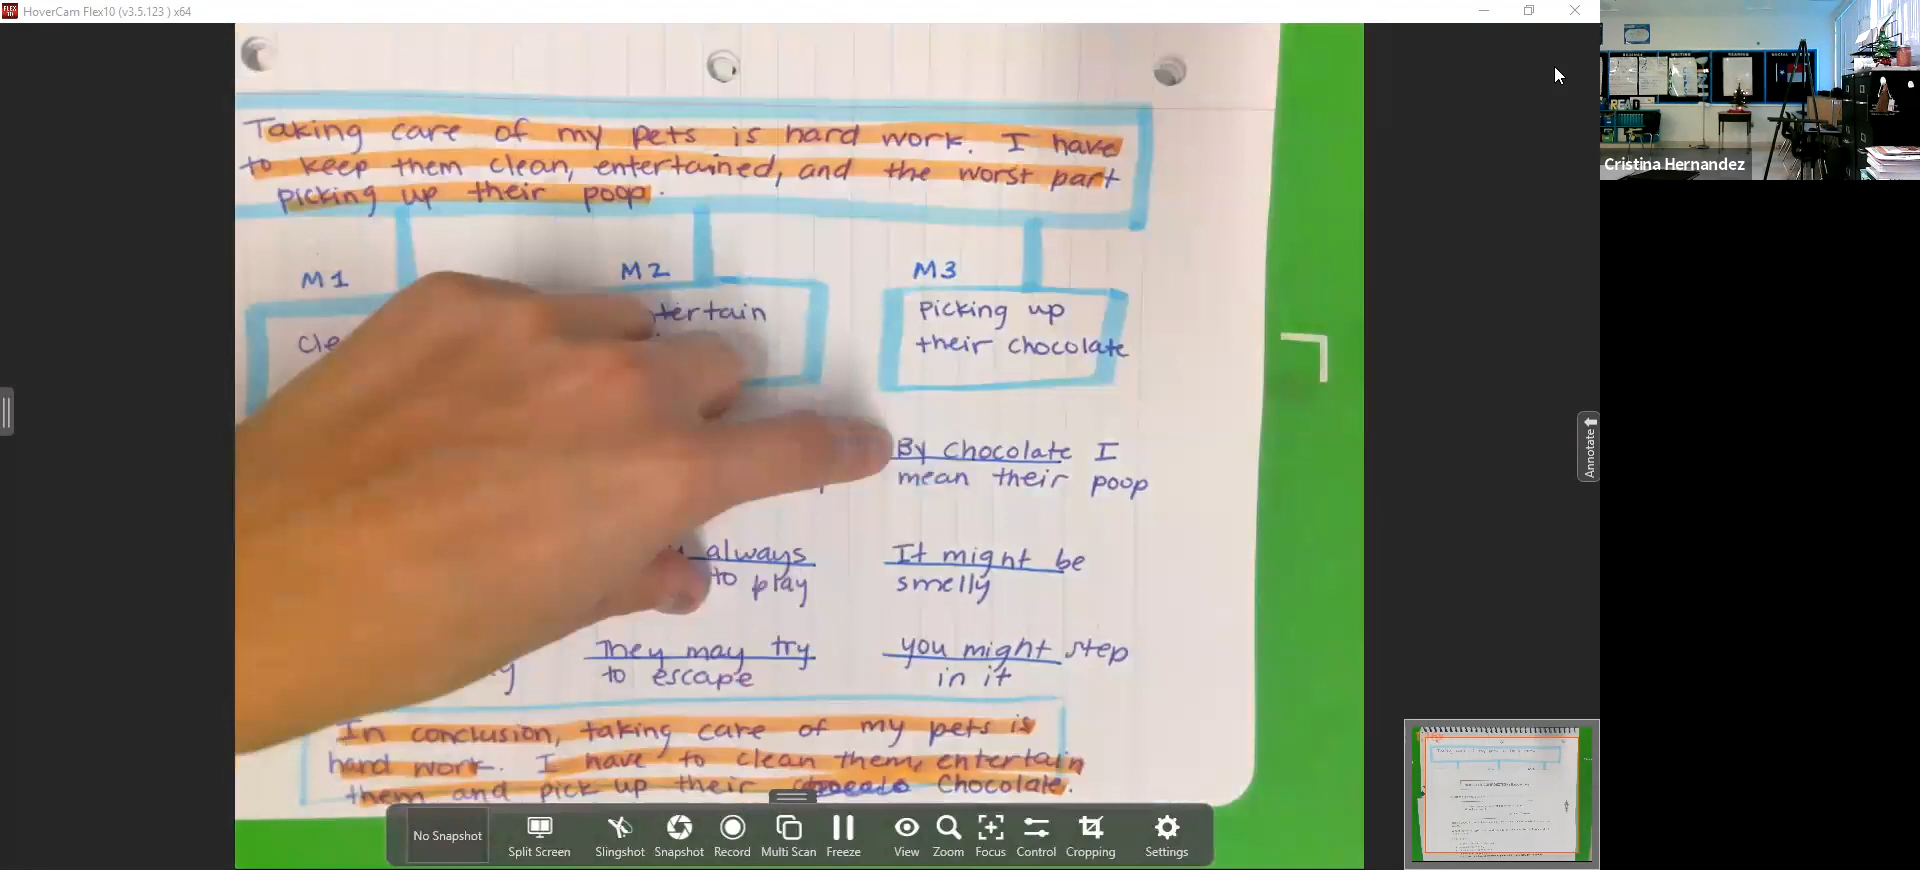 HoverCam Flex10 (v3.5.123 ) x64
Cristina Hernandez
READ
Taking care of my pets is hard work. I have
to keep them clean, entertained, and the worst part
picking up their poop.
M1
M2
M3
Picking up
their chocolate
By chocolate I
mean their poop
always
to play
It might be
smelly
They may try
to escape
you might step
in it
In conclusion, taking care of my pets is
hard work. I have to clean them, entertain
them and pick up their Chocolate.
Annotate
No Snapshot
Split Screen
Slingshot
Snapshot
Record
Multi Scan
Freeze
View
Zoom
Focus
Control
Cropping
Settings